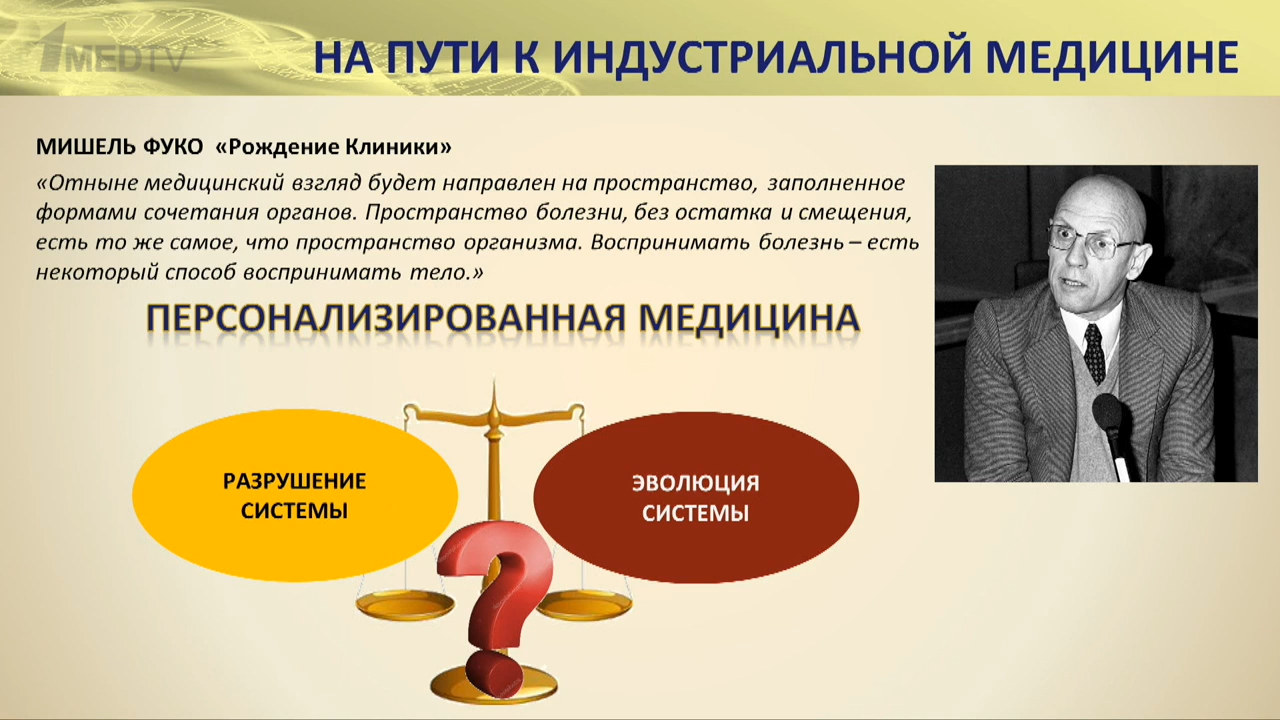 1MEDTV
НА ПУТИ К ИНДУСТРИАЛЬНОЙ МЕДИЦИНЕ
МИШЕЛЬ ФУКО «Рождение Клиники»
«Отныне медицинский взгляд будет направлен на пространство, заполненное
формами сочетания органов. Пространство болезни, без остатка и смещения,
есть то же самое, что пространство организма. Воспринимать болезнь – есть
некоторый способ воспринимать тело.»
ПЕРСОНАЛИЗИРОВАННАЯ МЕДИЦИНА
РАЗРУШЕНИЕ
СИСТЕМЫ
ЭВОЛЮЦИЯ
СИСТЕМЫ